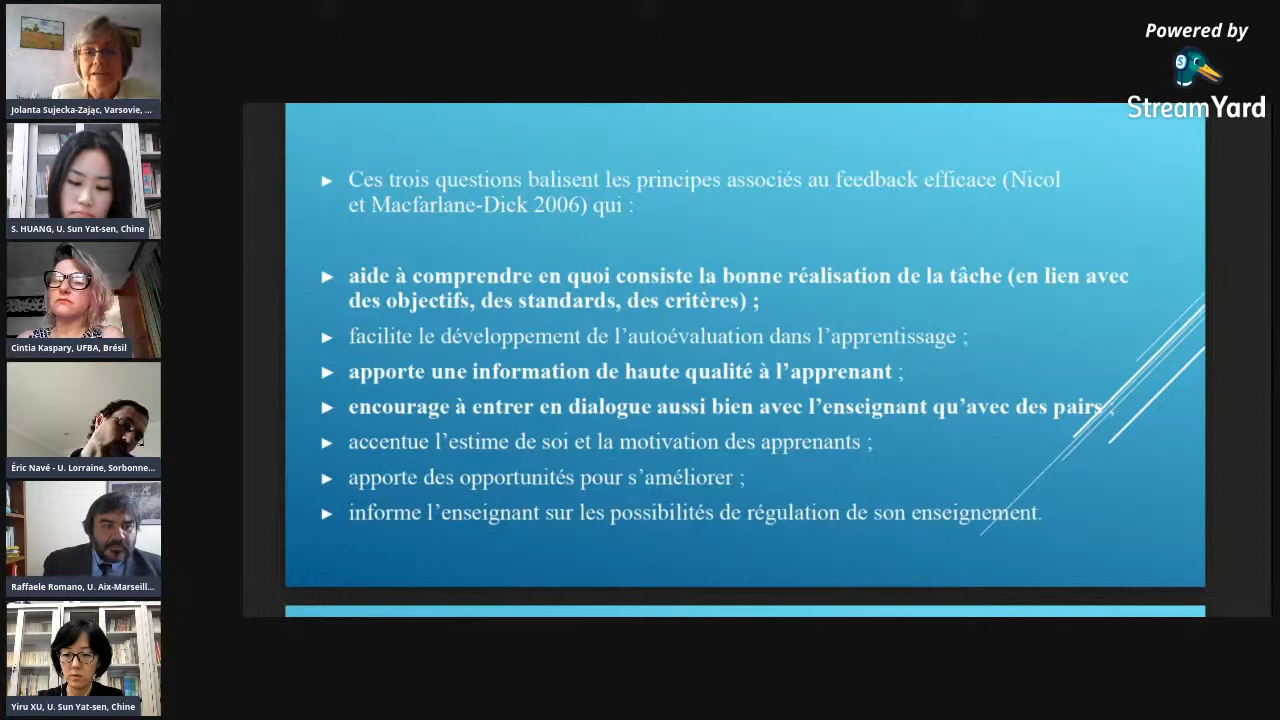 Powered by
StreamYard
Jolanta Sujecka-Zając, Varsovie, ...
S. HUANG, U. Sun Yat-sen, Chine
Cintia Kaspary, UFBA, Brésil
Éric Navé - U. Lorraine, Sorbonne...
Raffaele Romano, U. Aix-Marseill...
Yiru XU, U. Sun Yat-sen, Chine
► Ces trois questions balisent les principes associés au feedback efficace (Nicol
et Macfarlane-Dick 2006) qui :
► aide à comprendre en quoi consiste la bonne réalisation de la tâche (en lien avec
des objectifs, des standards, des critères) ;
► facilite le développement de l’autoévaluation dans l’apprentissage ;
► apporte une information de haute qualité à l’apprenant ;
► encourage à entrer en dialogue aussi bien avec l’enseignant qu’avec des pairs ;
► accentue l’estime de soi et la motivation des apprenants ;
► apporte des opportunités pour s’améliorer ;
► informe l’enseignant sur les possibilités de régulation de son enseignement.